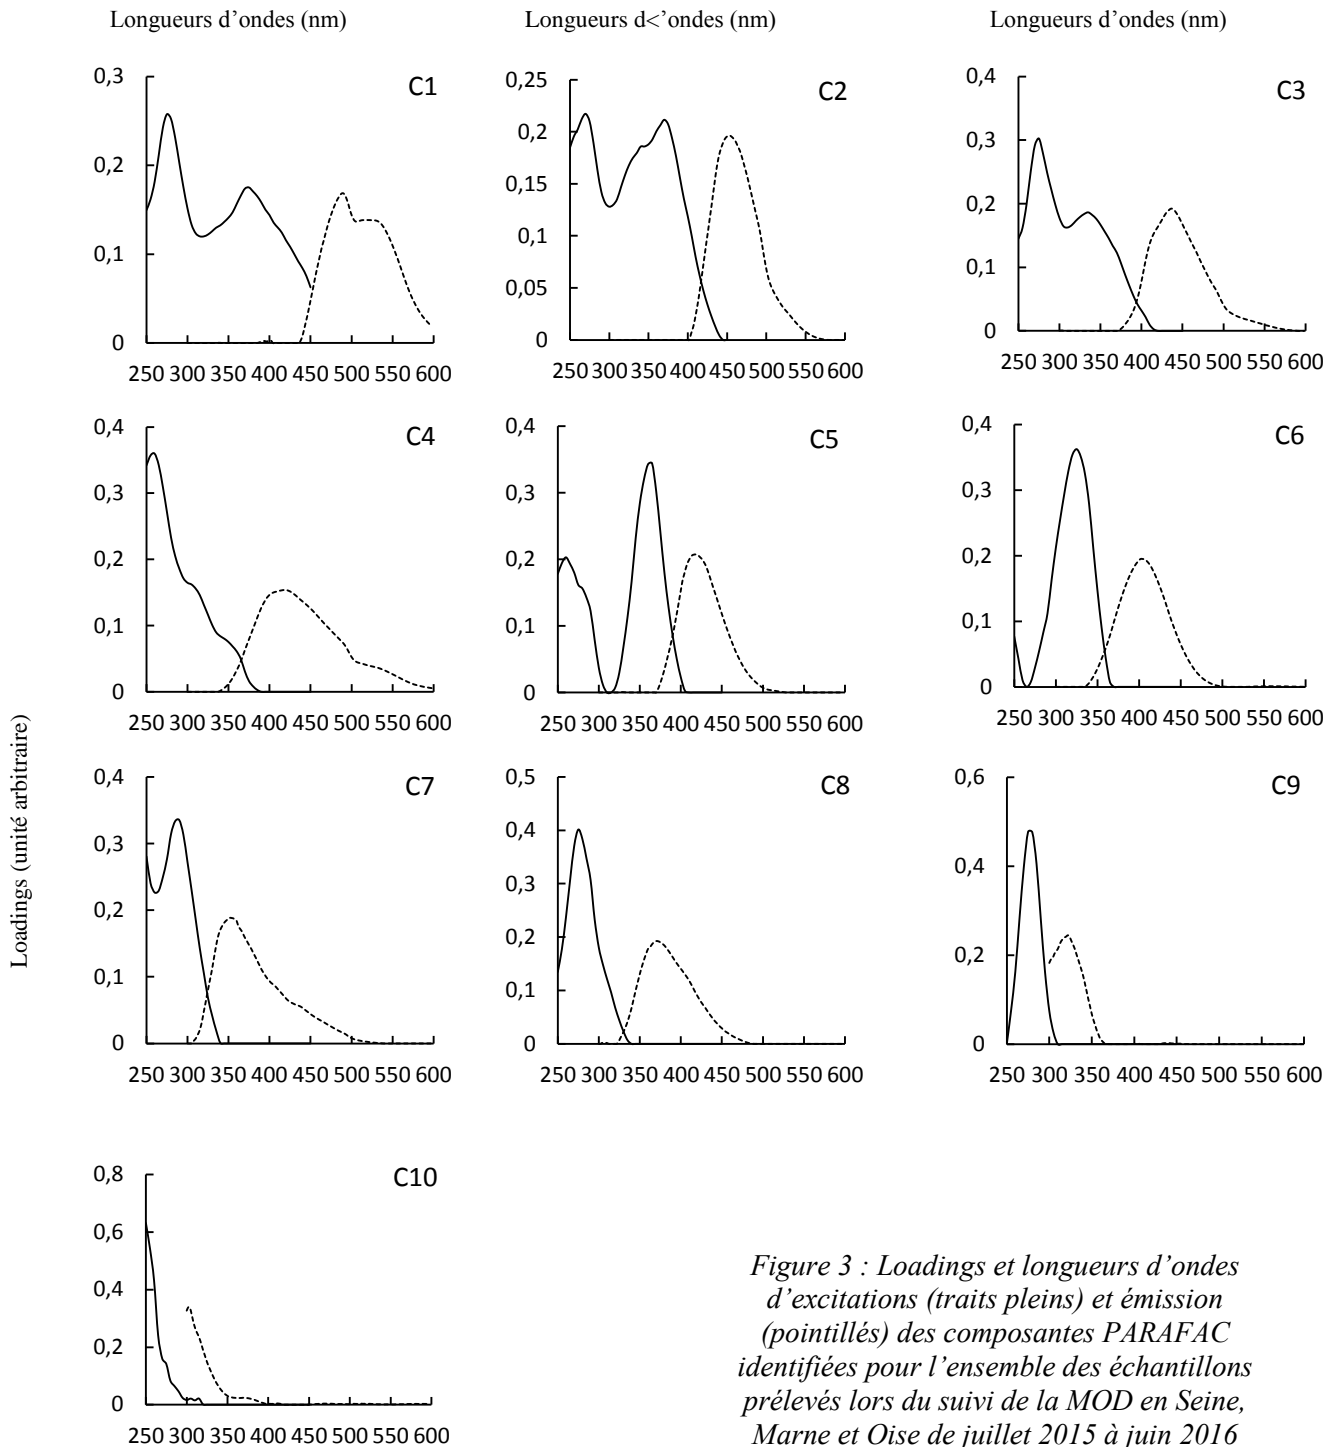 Longueurs d'ondes (nm) Longueurs d<'ondes (nm) Longueurs d'ondes (nm)
C1
0,3
0,2
0,1
0
250 300 350 400 450 500 550 600
C2
0,25
0,2
0,15
0,1
0,05
0
250 300 350 400 450 500 550 600
C3
0,4
0,3
0,2
0,1
0
250 300 350 400 450 500 550 600
C4
0,4
0,3
0,2
0,1
0
250 300 350 400 450 500 550 600
C5
0,4
0,3
0,2
0,1
0
250 300 350 400 450 500 550 600
C6
0,4
0,3
0,2
0,1
0
250 300 350 400 450 500 550 600
Loadings (unité arbitraire)
C7
0,4
0,3
0,2
0,1
0
250 300 350 400 450 500 550 600
C8
0,5
0,4
0,3
0,2
0,1
0
250 300 350 400 450 500 550 600
C9
0,6
0,4
0,2
0
250 300 350 400 450 500 550 600
C10
0,8
0,6
0,4
0,2
0
250 300 350 400 450 500 550 600
Figure 3 : Loadings et longueurs d'ondes
d'excitations (traits pleins) et émission
(pointillés) des composantes PARAFAC
identifiées pour l'ensemble des échantillons
prélevés lors du suivi de la MOD en Seine,
Marne et Oise de juillet 2015 à juin 2016